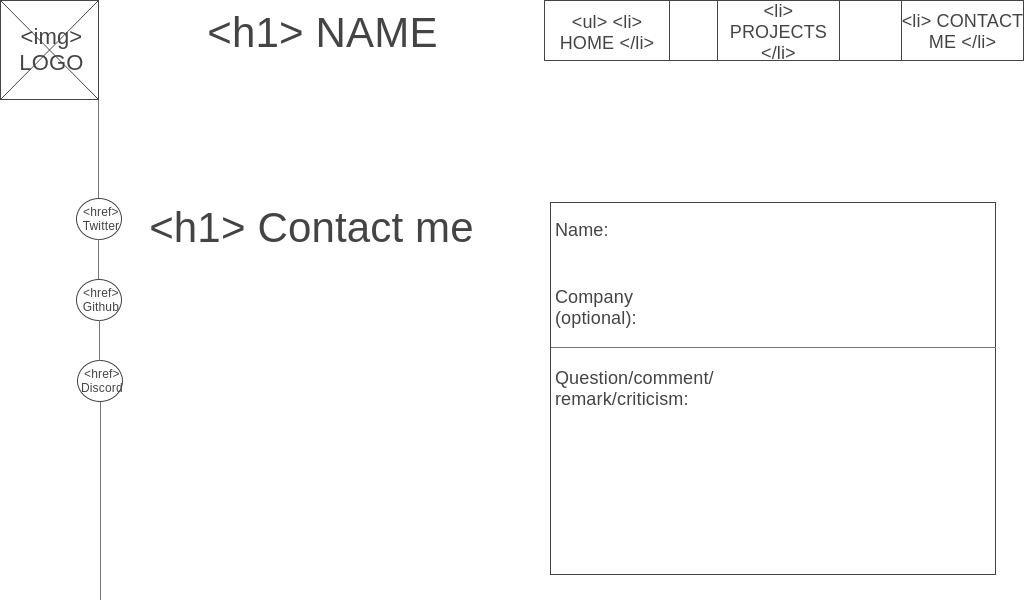 <img>
LOGO
<h1> NAME
<ul> <li>
HOME </li>
<li>
PROJECTS
</li>
<li> CONTACT
ME </li>
<href>
Twitter
<href>
Github
<href>
Discord
<h1> Contact me
Name:
Company
(optional):
Question/comment/
remark/criticism: